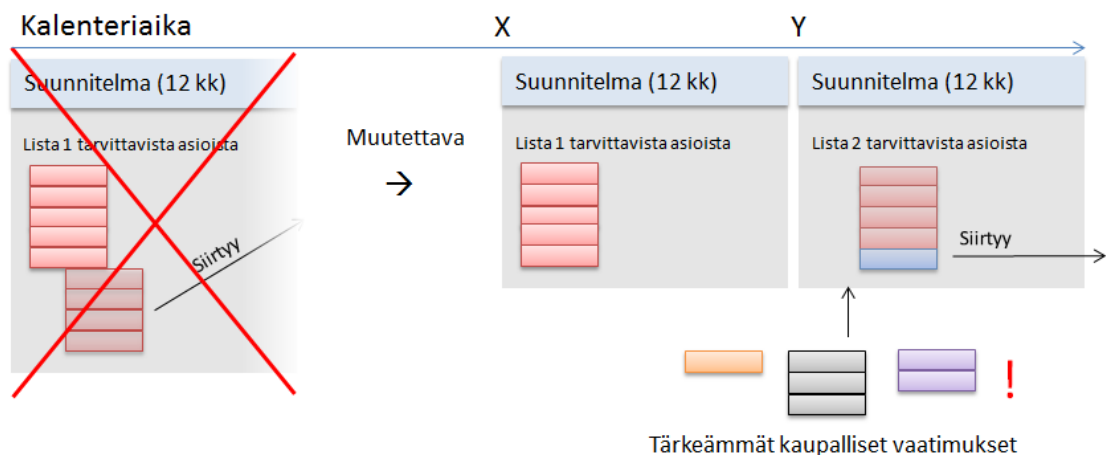 Kalenteriaika
X
Y
Suunnitelma (12 kk)
Lista 1 tarvittavista asioista
Siirtyy
Muutettava
→
Suunnitelma (12 kk)
Lista 1 tarvittavista asioista
Suunnitelma (12 kk)
Lista 2 tarvittavista asioista
Siirtyy
!
Tärkeämmät kaupalliset vaatimukset